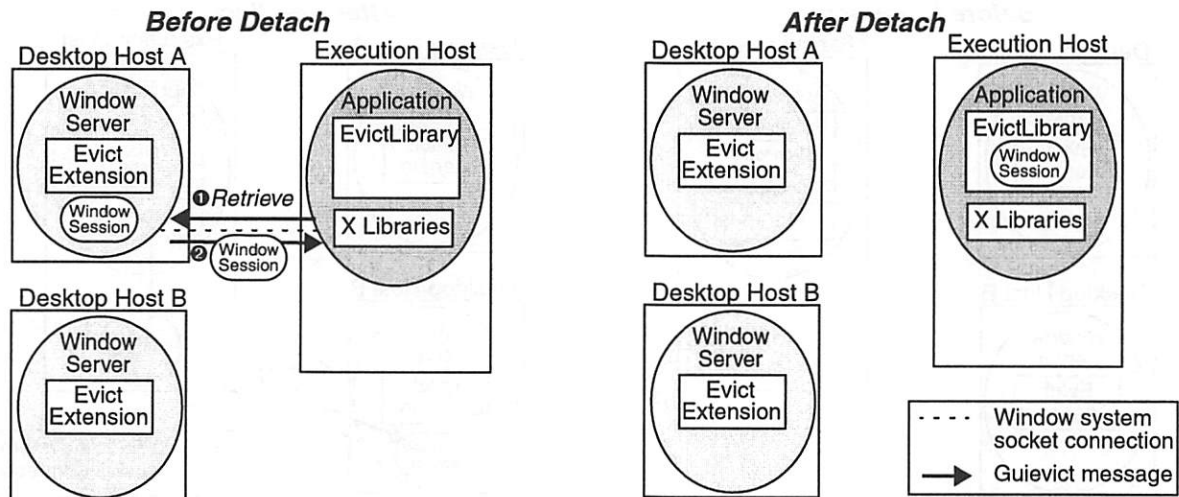 Before Detach
Desktop Host A
Execution Host
Window
Server
Evict
Extension
Window
Session
❶Retrieve
❷
Window
Session
Application
EvictLibrary
X Libraries
Desktop Host B
Window
Server
Evict
Extension
After Detach
Desktop Host A
Execution Host
Window
Server
Evict
Extension
Application
EvictLibrary
Window
Session
X Libraries
Desktop Host B
Window
Server
Evict
Extension
Window system
socket connection
Guievict message